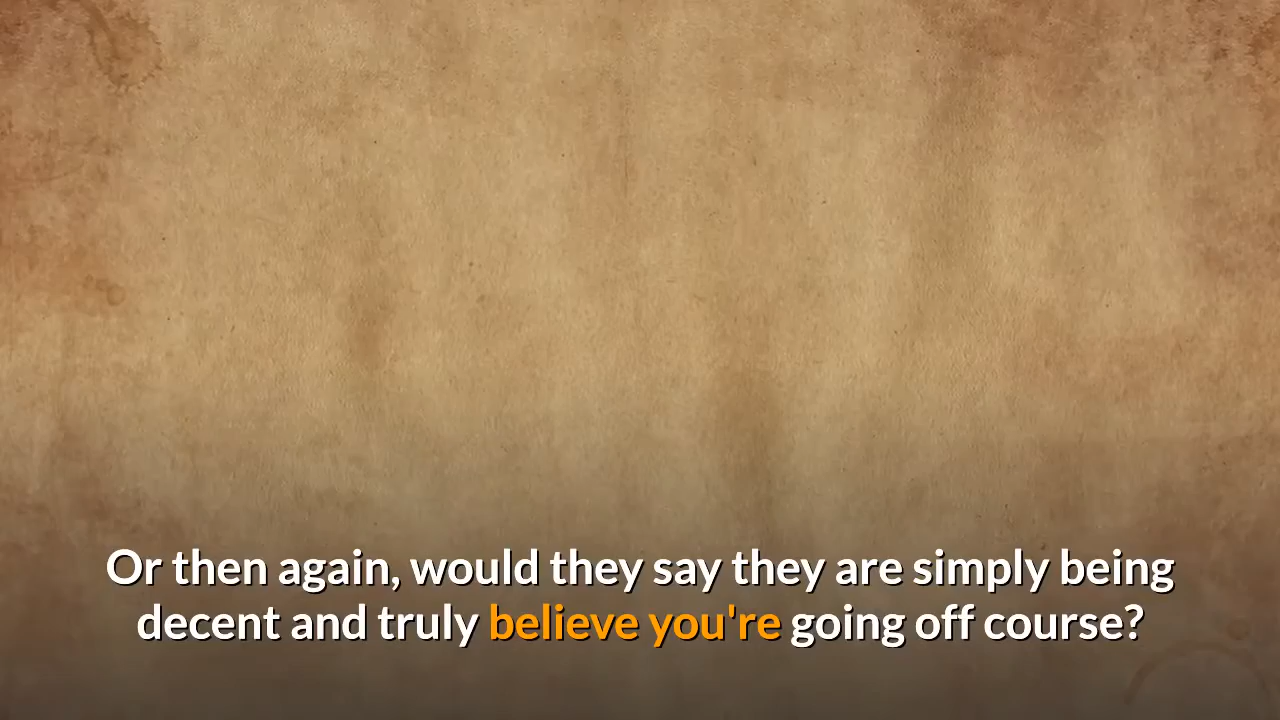 Or then again, would they say they are simply being
decent and truly believe you're going off course?